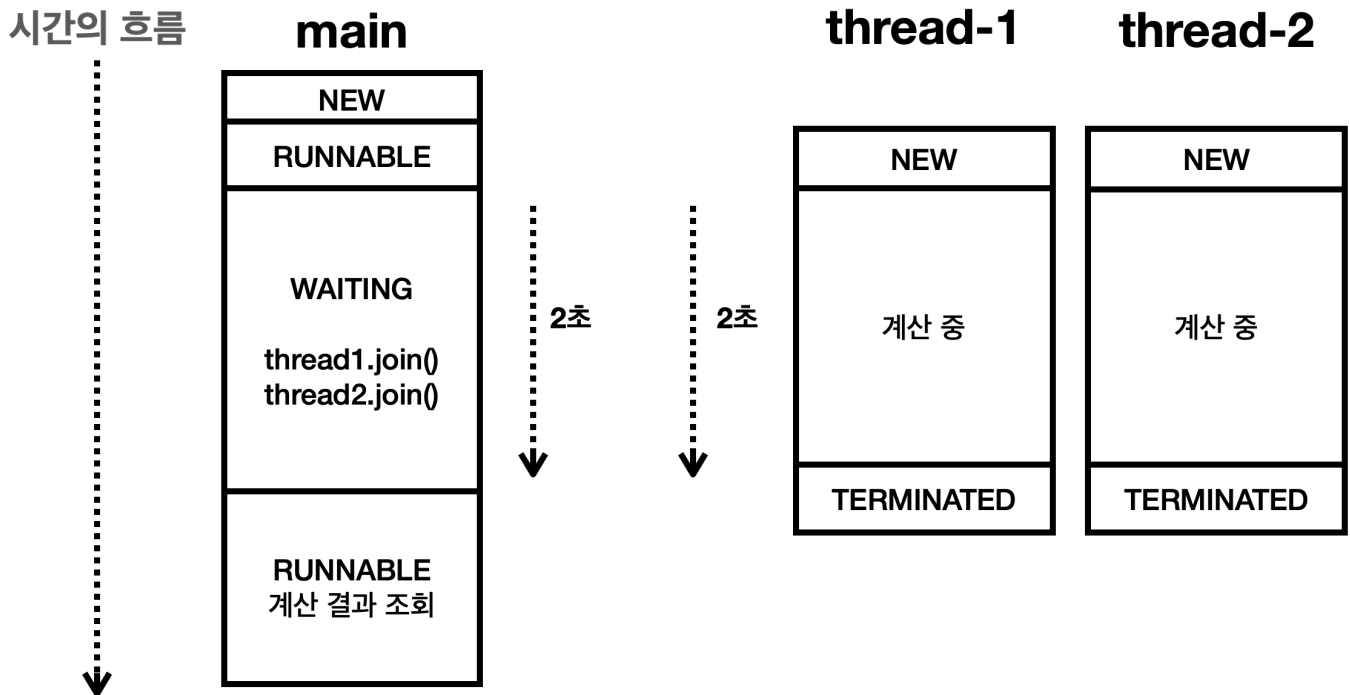 시간의 흐름
main
NEW
RUNNABLE
WAITING
thread1.join()
thread2.join()
RUNNABLE
계산 결과 조회
2초
2초
thread-1
NEW
계산 중
TERMINATED
thread-2
NEW
계산 중
TERMINATED